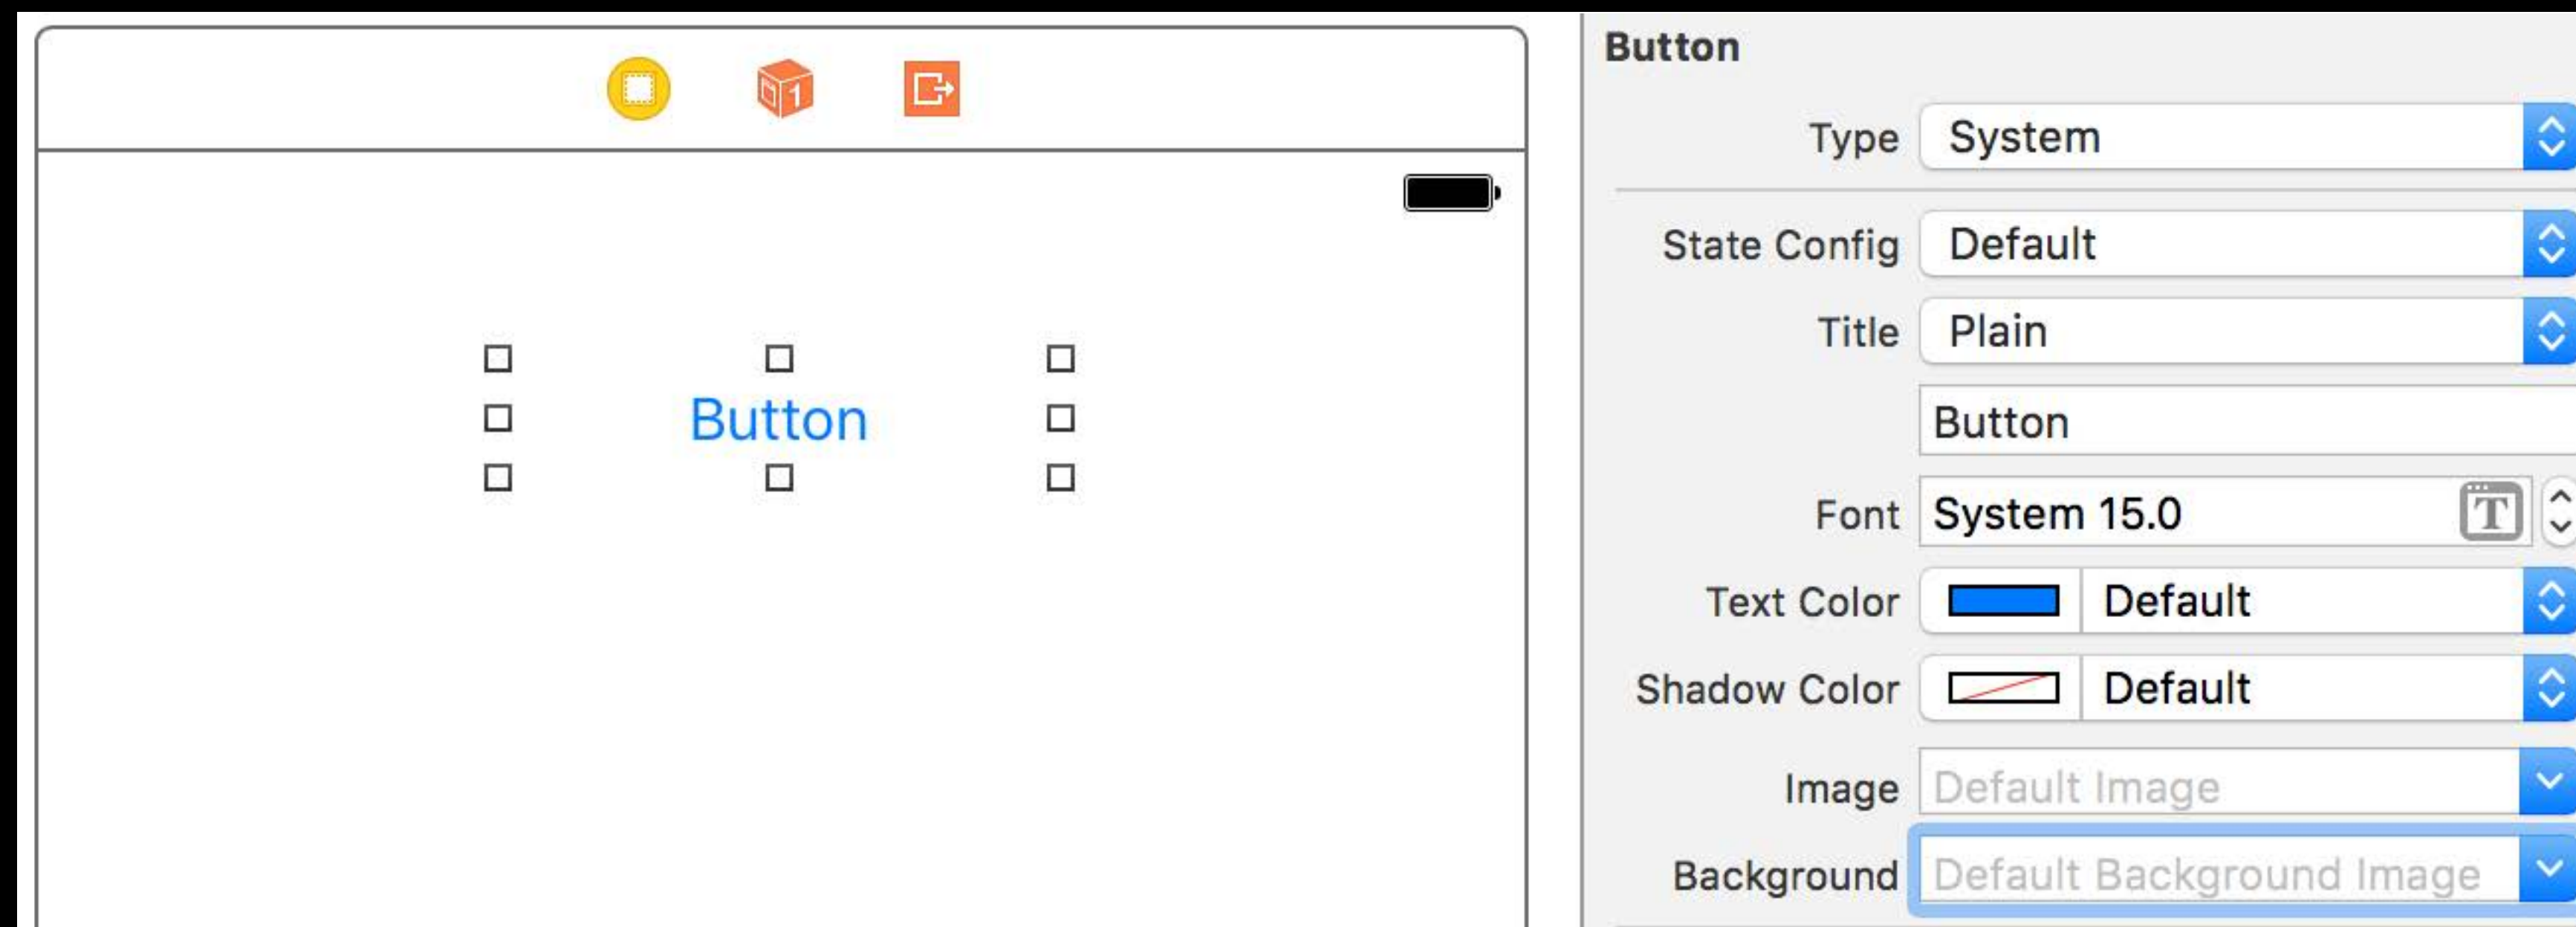 Button
Button
Type System
State Config Default
Title Plain
Button
Font System 15.0 T
Text Color Default
Shadow Color Default
Image Default Image
Background Default Background Image
1